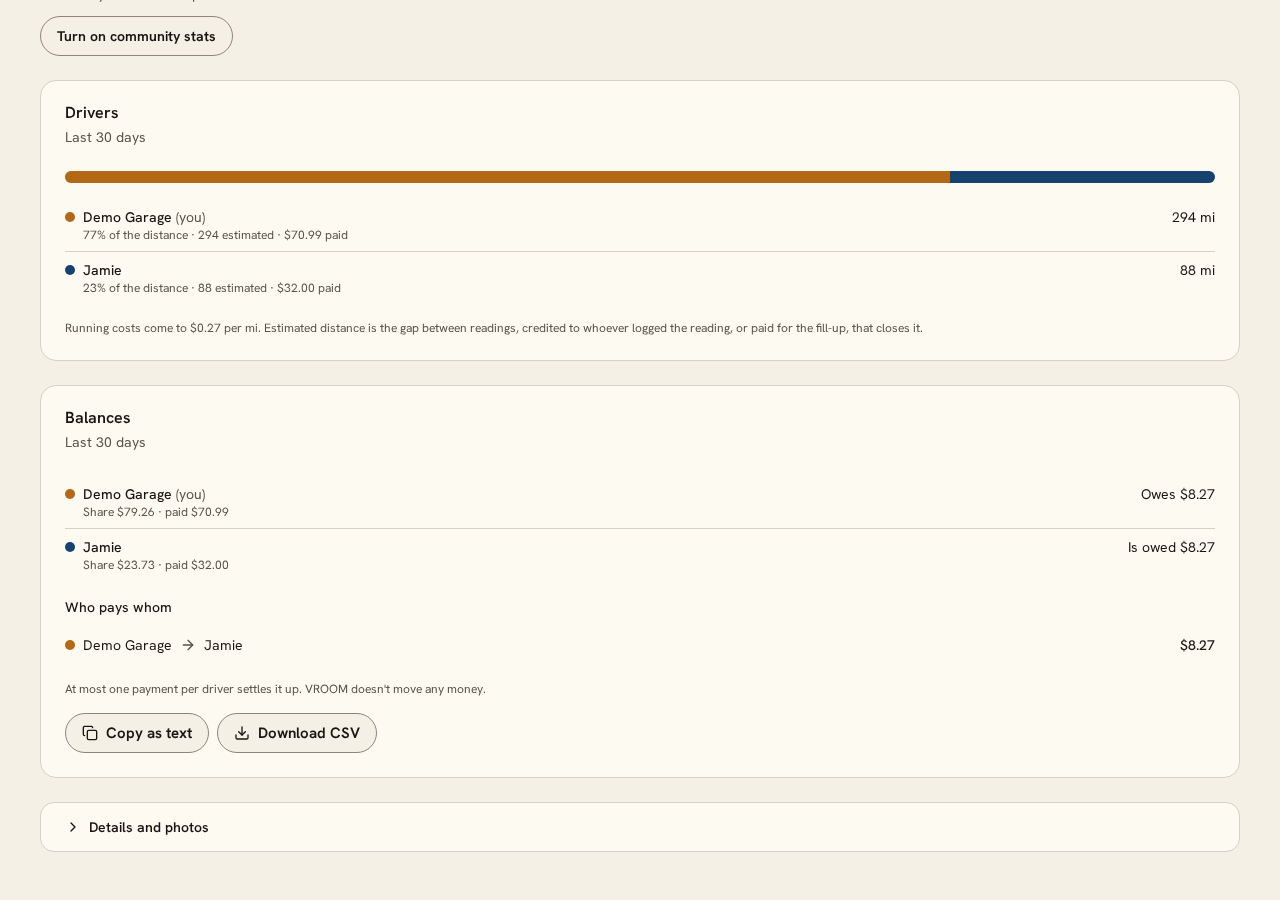 Turn on community stats
Drivers
Last 30 days
Demo Garage (you)
294 mi
77% of the distance · 294 estimated · $70.99 paid
Jamie
88 mi
23% of the distance · 88 estimated · $32.00 paid
Running costs come to $0.27 per mi. Estimated distance is the gap between readings, credited to whoever logged the reading, or paid for the fill-up, that closes it.
Balances
Last 30 days
Demo Garage (you)
Owes $8.27
Share $79.26 · paid $70.99
Jamie
Is owed $8.27
Share $23.73 · paid $32.00
Who pays whom
Demo Garage → Jamie
$8.27
At most one payment per driver settles it up. VROOM doesn't move any money.
Copy as text
Download CSV
Details and photos